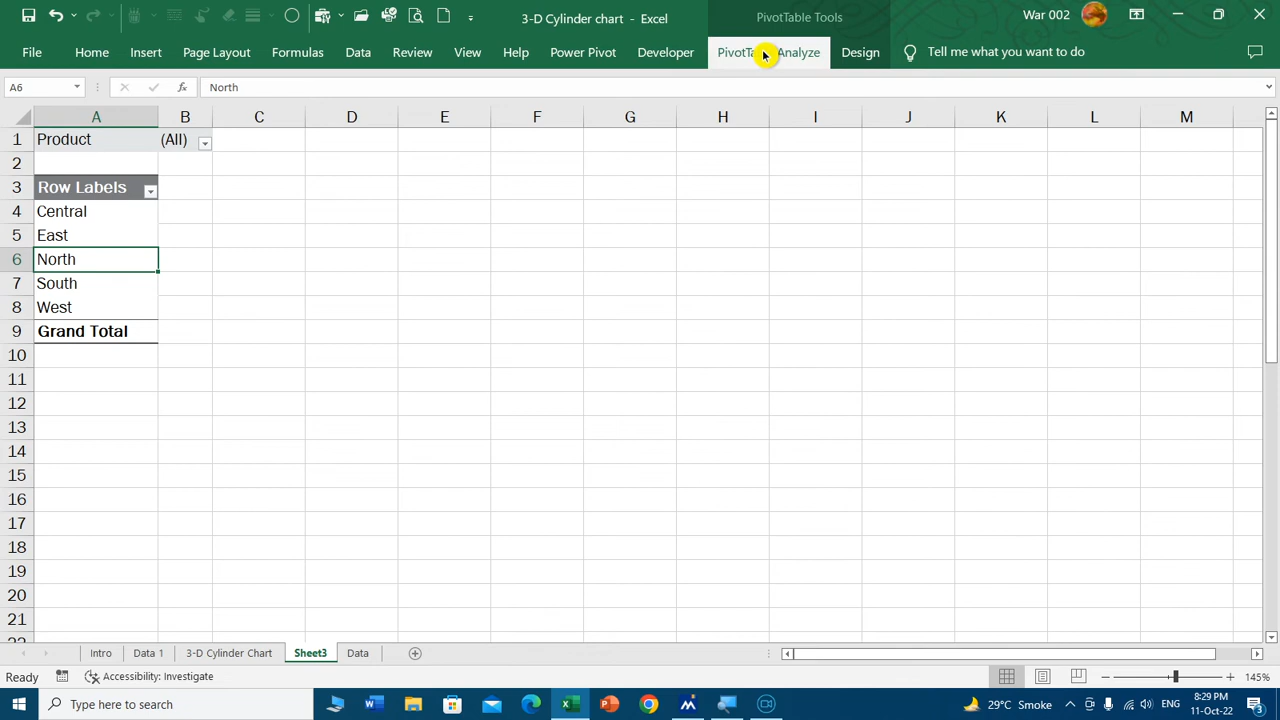 3-D Cylinder chart - Excel
PivotTable Tools
War 002
File Home Insert Page Layout Formulas Data Review View Help Power Pivot Developer PivotTa Analyze Design Tell me what you want to do
A6 fx North
A B C D E F G H I J K L M
1 Product (All)
2
3 Row Labels
4 Central
5 East
6 North
7 South
8 West
9 Grand Total
10
11
12
13
14
15
16
17
18
19
20
21
Intro Data 1 3-D Cylinder Chart Sheet3 Data
Ready Accessibility: Investigate 145%
Type here to search
29°C Smoke ENG 8:29 PM
11-Oct-22 3